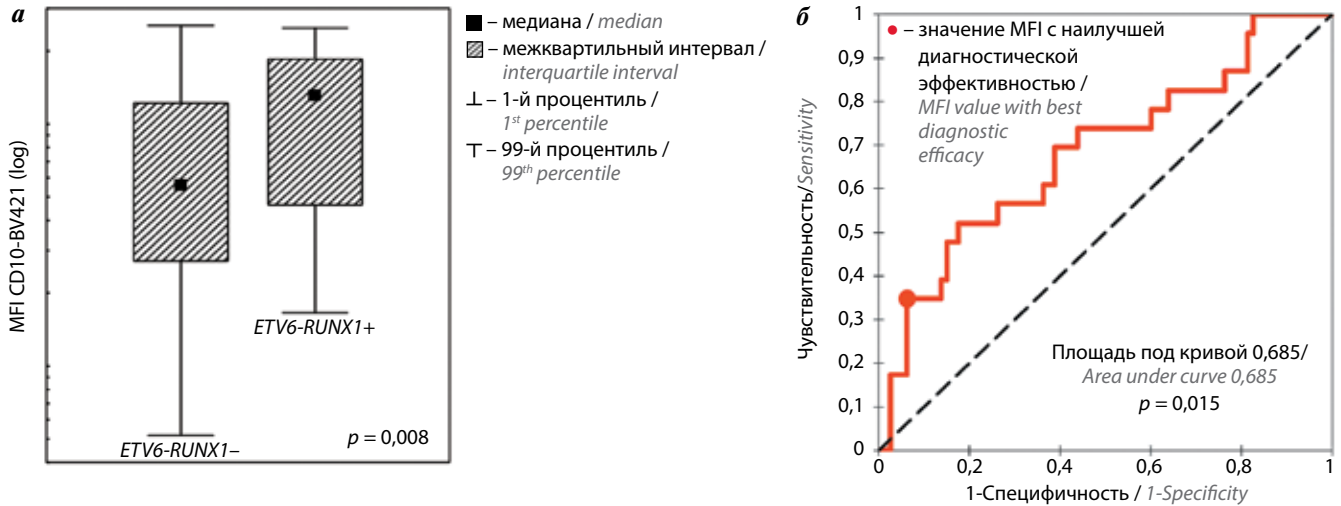 а
MFI CD10-BV421 (log)
ETV6-RUNX1–
ETV6-RUNX1+
p = 0,008
– медиана / median
– межквартильный интервал /
interquartile interval
– 1-й процентиль /
1st percentile
– 99-й процентиль /
99th percentile
б
Чувствительность/Sensitivity
1
0,9
0,8
0,7
0,6
0,5
0,4
0,3
0,2
0,1
0
– значение MFI с наилучшей
диагностической
эффективностью /
MFI value with best
diagnostic
efficacy
Площадь под кривой 0,685/
Area under curve 0,685
p = 0,015
0 0,2 0,4 0,6 0,8 1
1-Специфичность / 1-Specificity